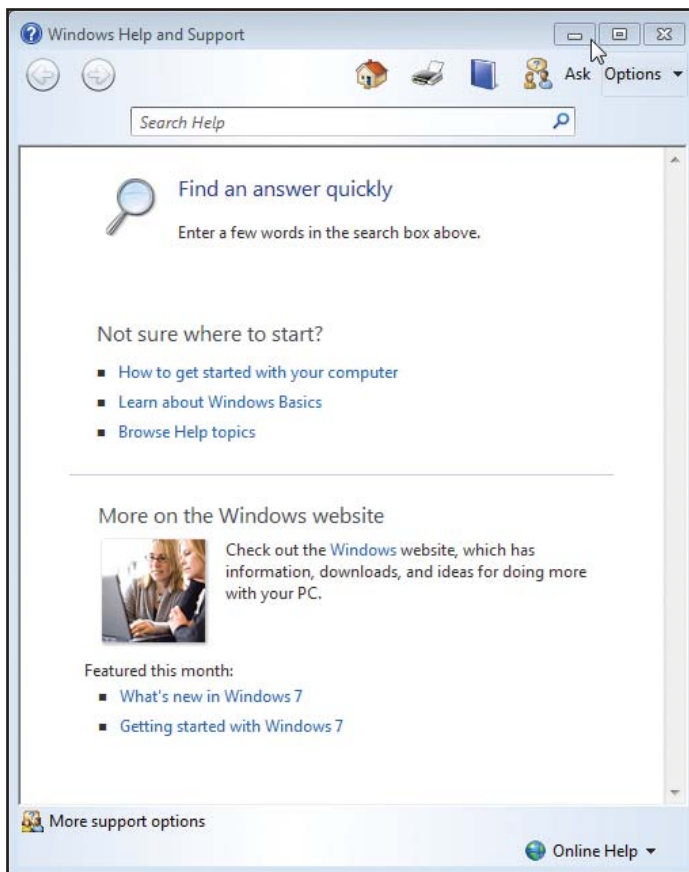 Windows Help and Support
Ask Options
Search Help
Find an answer quickly
Enter a few words in the search box above.
Not sure where to start?
How to get started with your computer
Learn about Windows Basics
Browse Help topics
More on the Windows website
Check out the Windows website, which has
information, downloads, and ideas for doing more
with your PC.
Featured this month:
What's new in Windows 7
Getting started with Windows 7
More support options
Online Help